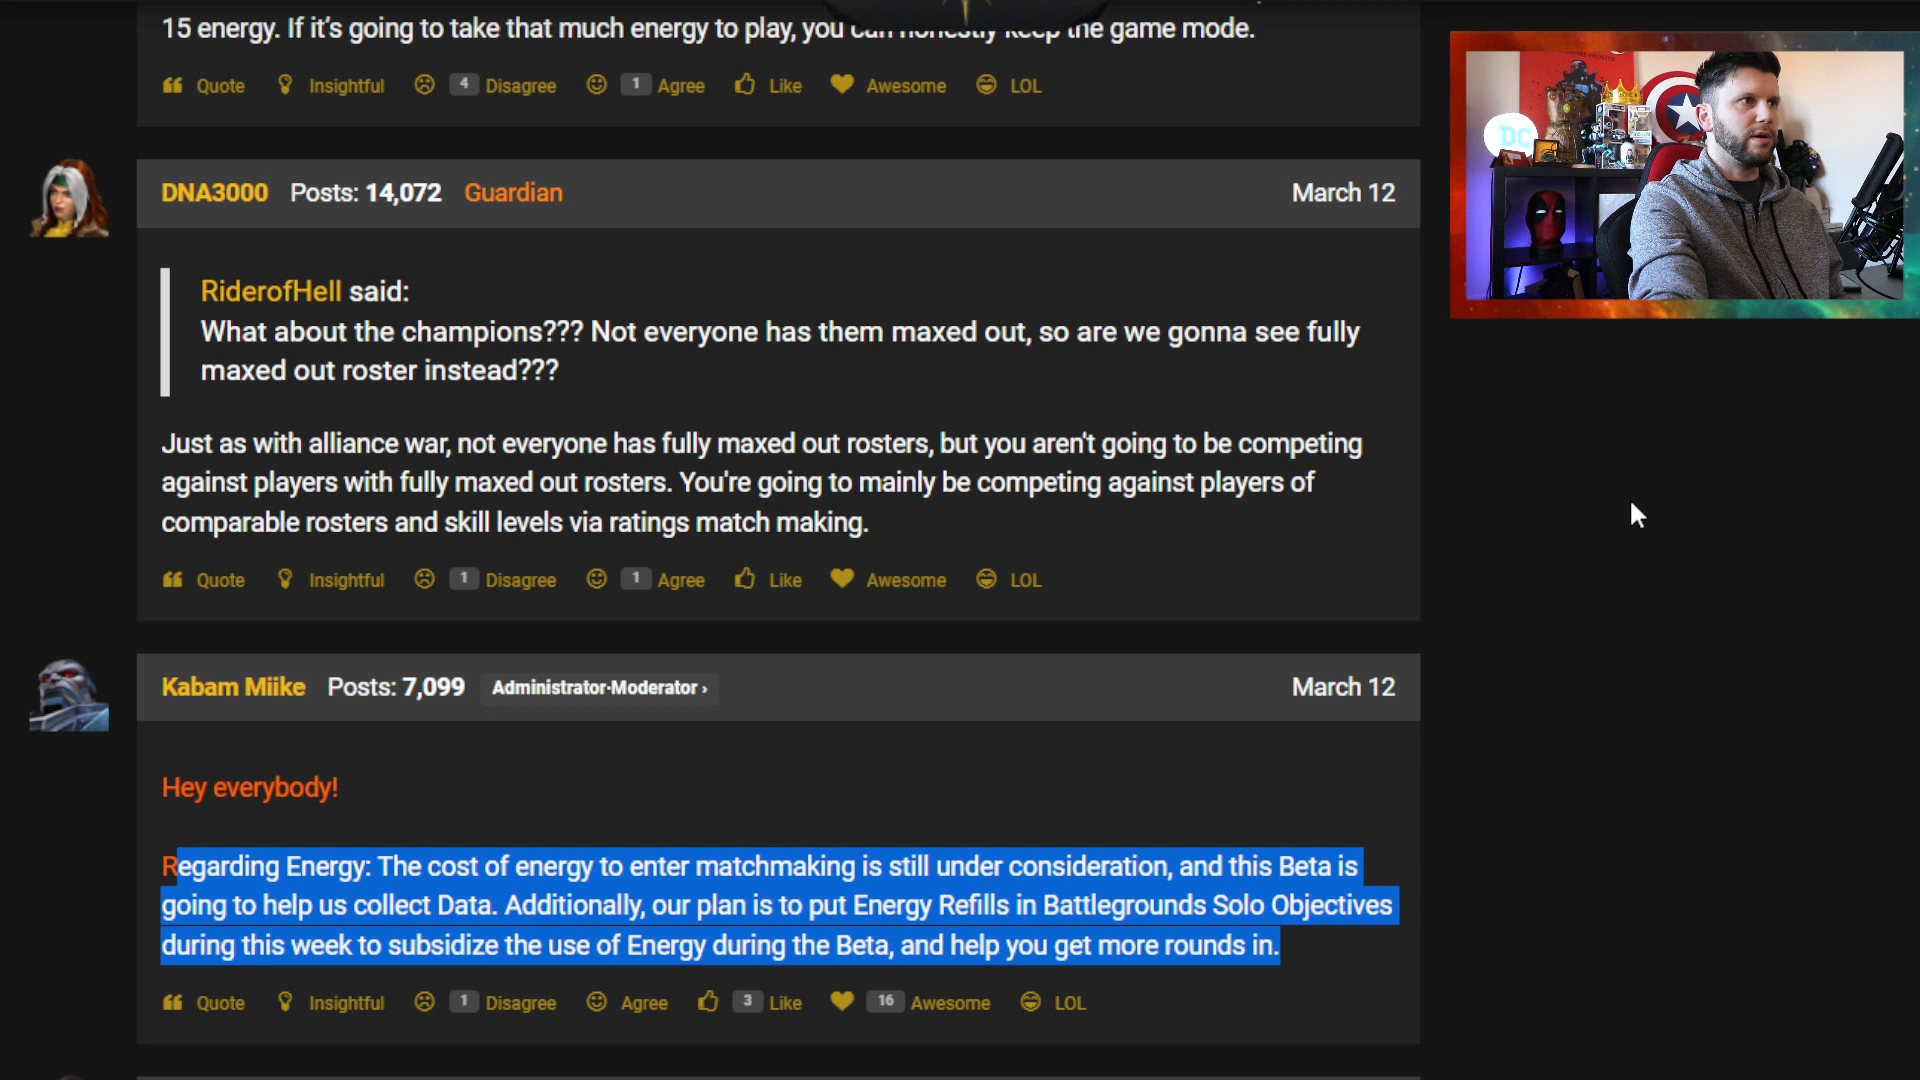 15 energy. If it's going to take that much energy to play, you can honestly keep the game mode.
Quote Insightful 4 Disagree 1 Agree Like Awesome LOL
DNA3000 Posts: 14,072 Guardian March 12
RiderofHell said:
What about the champions??? Not everyone has them maxed out, so are we gonna see fully
maxed out roster instead???
Just as with alliance war, not everyone has fully maxed out rosters, but you aren't going to be competing
against players with fully maxed out rosters. You're going to mainly be competing against players of
comparable rosters and skill levels via ratings match making.
Quote Insightful 1 Disagree 1 Agree Like Awesome LOL
Kabam Miike Posts: 7,099 Administrator-Moderator ›
March 12
Hey everybody!
Regarding Energy: The cost of energy to enter matchmaking is still under consideration, and this Beta is
going to help us collect Data. Additionally, our plan is to put Energy Refills in Battlegrounds Solo Objectives
during this week to subsidize the use of Energy during the Beta, and help you get more rounds in.
Quote Insightful 1 Disagree Agree 3 Like 16 Awesome LOL
DC